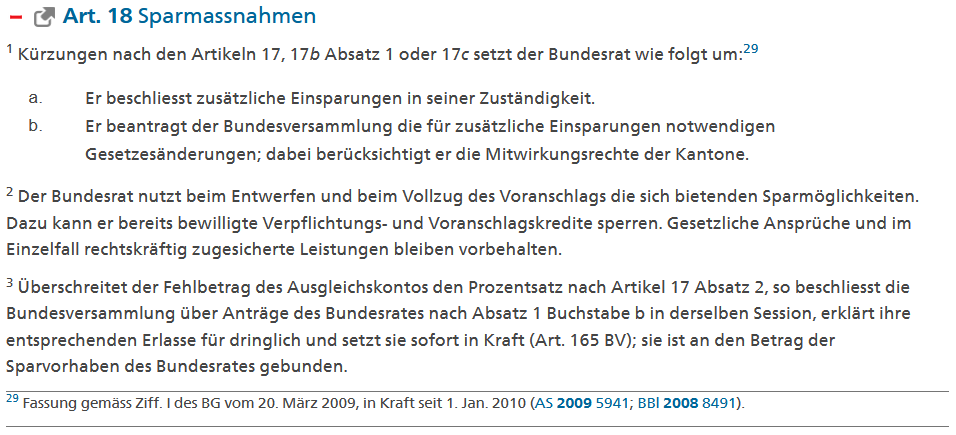 Art. 18 Sparmassnahmen
1 Kürzungen nach den Artikeln 17, 17b Absatz 1 oder 17c setzt der Bundesrat wie folgt um:29
a. Er beschliesst zusätzliche Einsparungen in seiner Zuständigkeit.
b. Er beantragt der Bundesversammlung die für zusätzliche Einsparungen notwendigen
Gesetzesänderungen; dabei berücksichtigt er die Mitwirkungsrechte der Kantone.
2 Der Bundesrat nutzt beim Entwerfen und beim Vollzug des Voranschlags die sich bietenden Sparmöglichkeiten.
Dazu kann er bereits bewilligte Verpflichtungs- und Voranschlagskredite sperren. Gesetzliche Ansprüche und im
Einzelfall rechtskräftig zugesicherte Leistungen bleiben vorbehalten.
3 Überschreitet der Fehlbetrag des Ausgleichskontos den Prozentsatz nach Artikel 17 Absatz 2, so beschliesst die
Bundesversammlung über Anträge des Bundesrates nach Absatz 1 Buchstabe b in derselben Session, erklärt ihre
entsprechenden Erlasse für dringlich und setzt sie sofort in Kraft (Art. 165 BV); sie ist an den Betrag der
Sparvorhaben des Bundesrates gebunden.
29 Fassung gemäss Ziff. I des BG vom 20. März 2009, in Kraft seit 1. Jan. 2010 (AS 2009 5941; BBl 2008 8491).